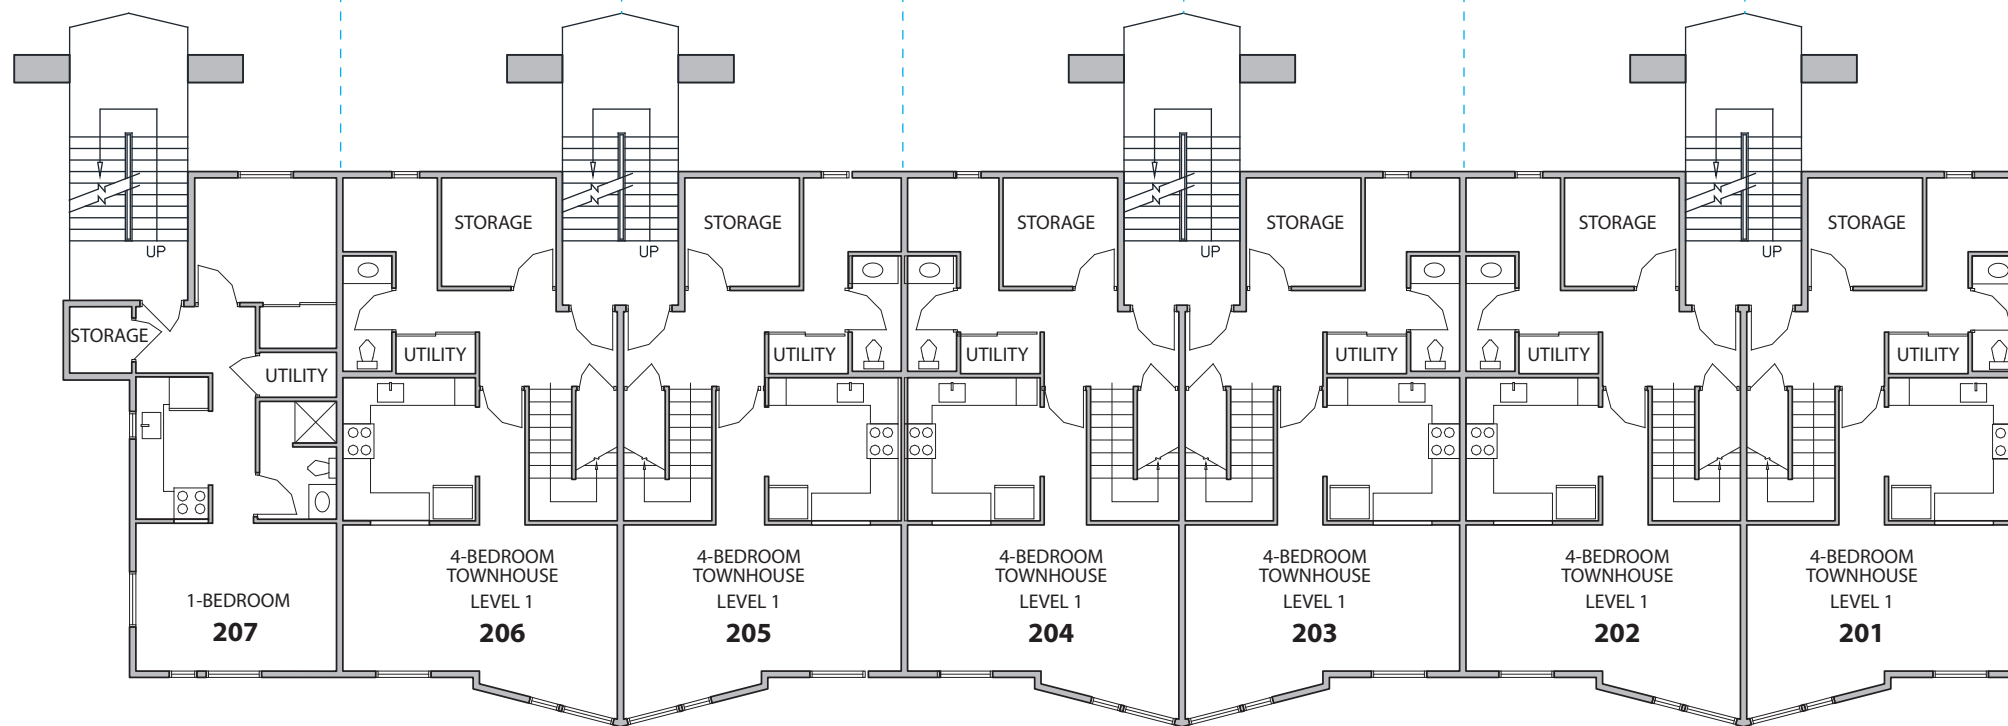 STORAGE
STORAGE
STORAGE
STORAGE
STORAGE
STORAGE
UP
UP
UP
UP
STORAGE
UTILITY
UTILITY
UTILITY
UTILITY
UTILITY
UTILITY
UTILITY
1-BEDROOM
207
4-BEDROOM
TOWNHOUSE
LEVEL 1
206
4-BEDROOM
TOWNHOUSE
LEVEL 1
205
4-BEDROOM
TOWNHOUSE
LEVEL 1
204
4-BEDROOM
TOWNHOUSE
LEVEL 1
203
4-BEDROOM
TOWNHOUSE
LEVEL 1
202
4-BEDROOM
TOWNHOUSE
LEVEL 1
201